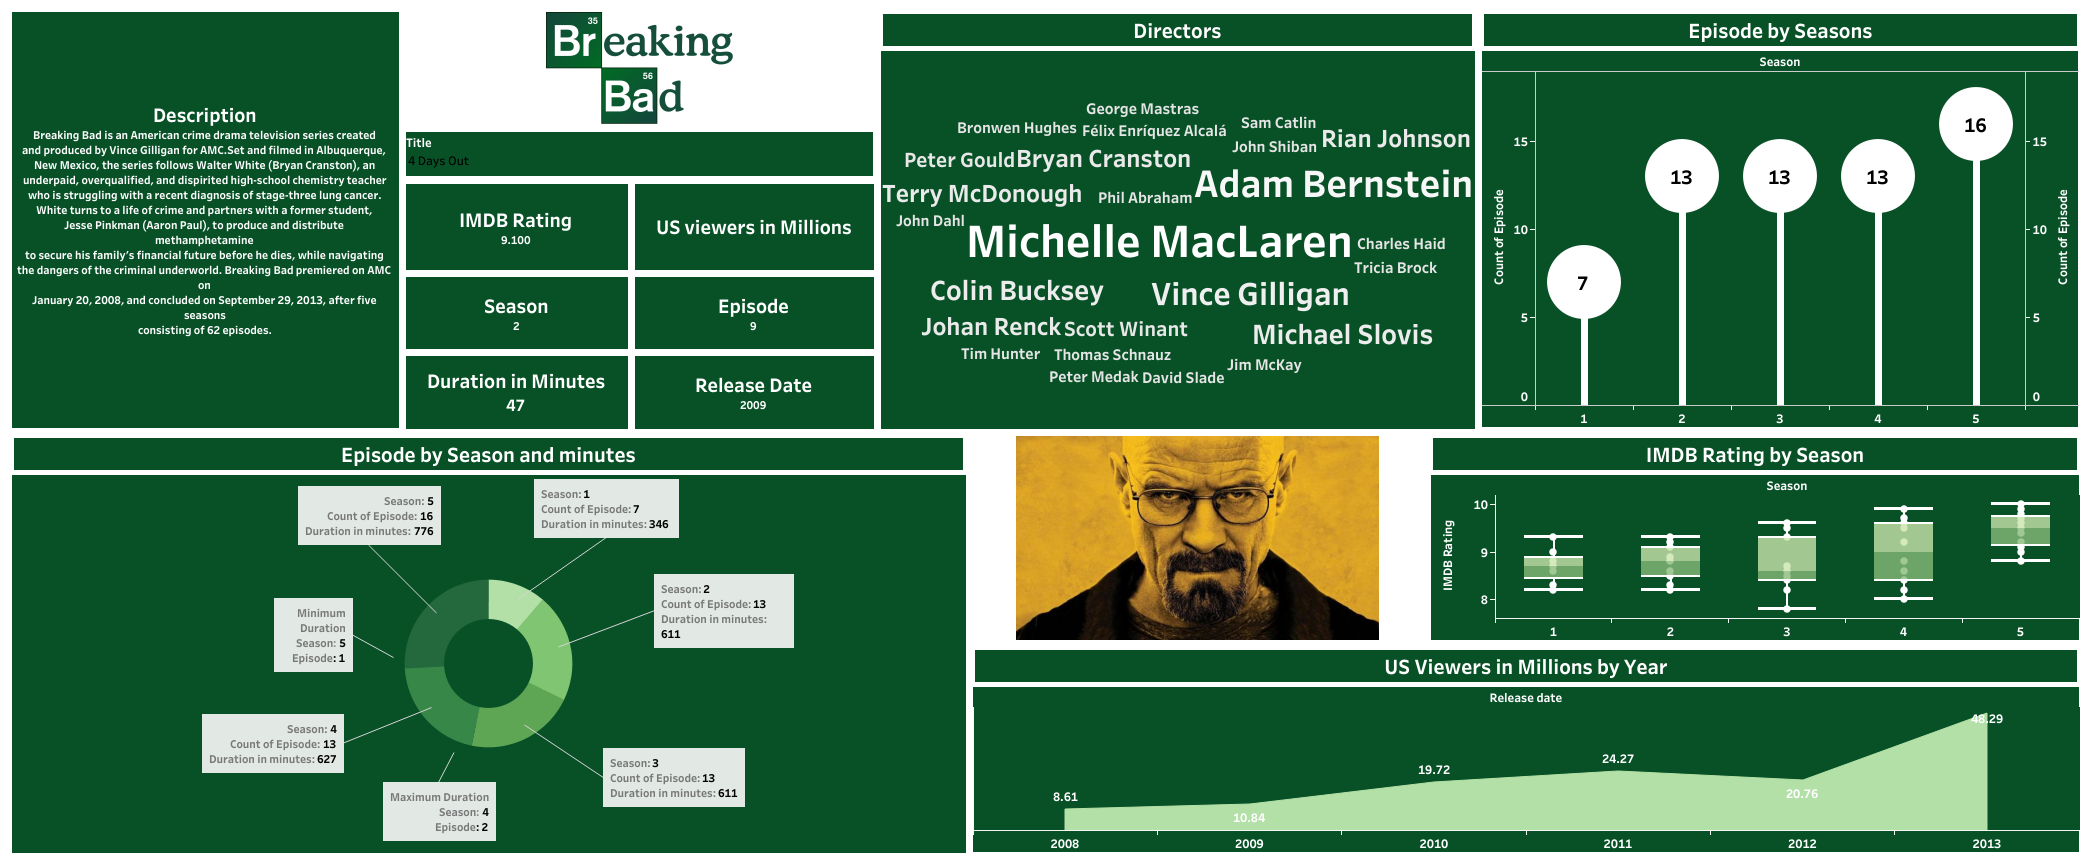 Description
Breaking Bad is an American crime drama television series created
and produced by Vince Gilligan for AMC.Set and filmed in Albuquerque,
New Mexico, the series follows Walter White (Bryan Cranston), an
underpaid, overqualified, and dispirited high-school chemistry teacher
who is struggling with a recent diagnosis of stage-three lung cancer.
White turns to a life of crime and partners with a former student,
Jesse Pinkman (Aaron Paul), to produce and distribute
methamphetamine
to secure his family’s financial future before he dies, while navigating
the dangers of the criminal underworld. Breaking Bad premiered on AMC
on
January 20, 2008, and concluded on September 29, 2013, after five
seasons
consisting of 62 episodes.
35
Breaking
56
Bad
Title
4 Days Out
IMDB Rating
9.100
US viewers in Millions
Season
2
Episode
9
Duration in Minutes
47
Release Date
2009
Directors
George Mastras
Bronwen Hughes Félix Enríquez Alcalá Sam Catlin
John Shiban Rian Johnson
Peter Gould Bryan Cranston
Terry McDonough Phil Abraham Adam Bernstein
John Dahl
Michelle MacLaren Charles Haid
Tricia Brock
Colin Bucksey Vince Gilligan
Johan Renck Scott Winant Michael Slovis
Tim Hunter Thomas Schnauz
Jim McKay
Peter Medak David Slade
Episode by Seasons
Season
Count of Episode
15
10
5
0
7
13
13
13
16
15
10
5
0
Count of Episode
1 2 3 4 5
Episode by Season and minutes
Season: 5
Count of Episode: 16
Duration in minutes: 776
Season: 1
Count of Episode: 7
Duration in minutes: 346
Season: 2
Count of Episode: 13
Duration in minutes:
611
Minimum
Duration
Season: 5
Episode: 1
Season: 4
Count of Episode: 13
Duration in minutes: 627
Season: 3
Count of Episode: 13
Duration in minutes: 611
Maximum Duration
Season: 4
Episode: 2
IMDB Rating by Season
Season
IMDB Rating
10
9
8
1 2 3 4 5
US Viewers in Millions by Year
Release date
8.61
10.84
19.72
24.27
20.76
48.29
2008 2009 2010 2011 2012 2013